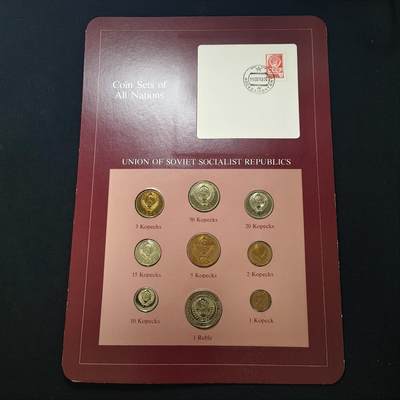 Coin Sets of
All Nations
UNION OF SOVIET SOCIALIST REPUBLICS
3 Kopecks
50 Kopecks
20 Kopecks
15 Kopecks
5 Kopecks
2 Kopecks
10 Kopecks
1 Ruble
1 Kopeck